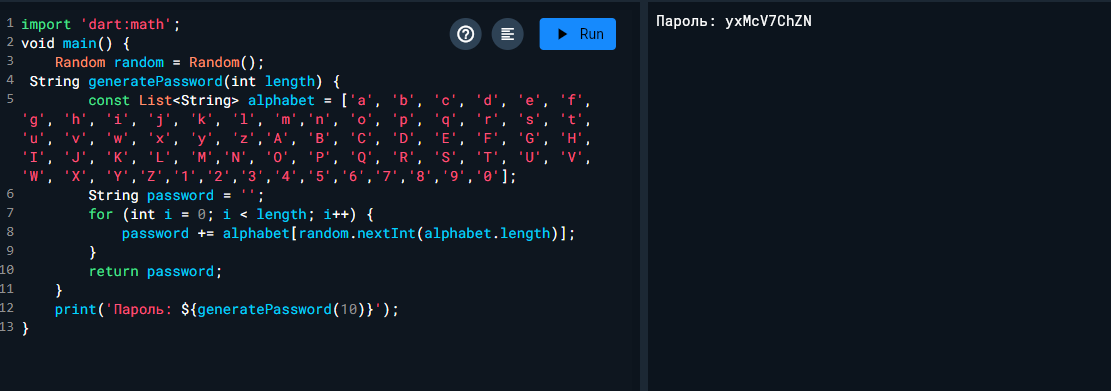 1 import 'dart:math';
2 void main() {
3     Random random = Random();
4  String generatePassword(int length) {
5         const List<String> alphabet = ['a', 'b', 'c', 'd', 'e', 'f',
'g', 'h', 'i', 'j', 'k', 'l', 'm','n', 'o', 'p', 'q', 'r', 's', 't',
'u', 'v', 'w', 'x', 'y', 'z','A', 'B', 'C', 'D', 'E', 'F', 'G', 'H',
'I', 'J', 'K', 'L', 'M','N', 'O', 'P', 'Q', 'R', 'S', 'T', 'U', 'V',
'W', 'X', 'Y','Z','1','2','3','4','5','6','7','8','9','0'];
6         String password = '';
7         for (int i = 0; i < length; i++) {
8             password += alphabet[random.nextInt(alphabet.length)];
9         }
10         return password;
11     }
12     print('Пароль: ${generatePassword(10)}');
13 }
Run
Пароль: yxMcV7ChZN